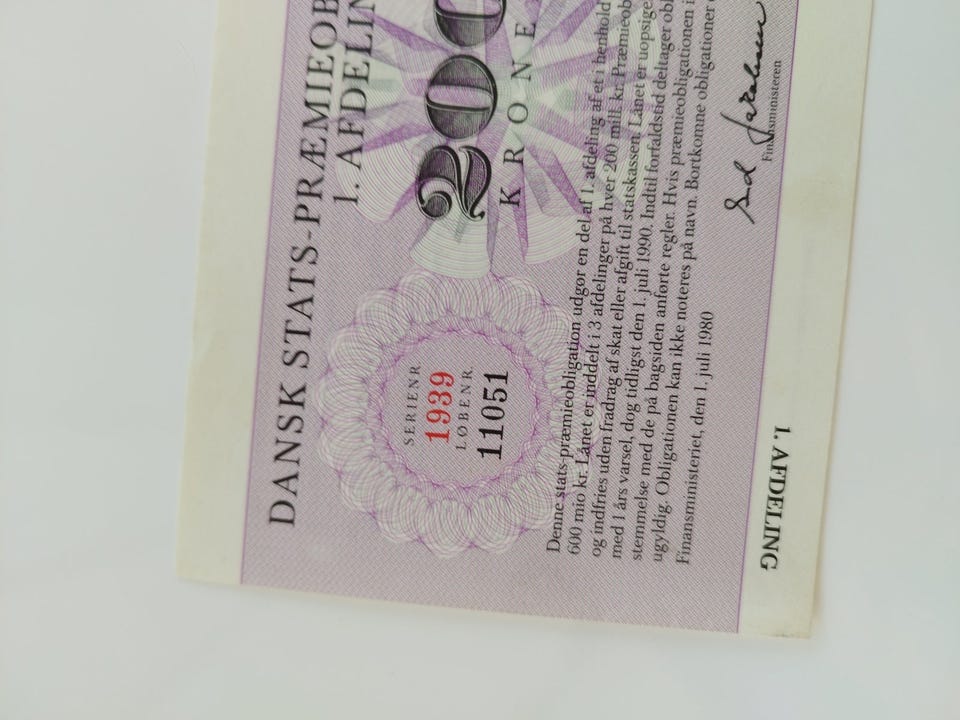 DANSK STATS-PRÆMIEOB
1. AFDELIN
200
KRONE
SERIENR.
1939
LØBENR.
11051
Denne stats-præmieobligation udgør en del af 1. afdeling af et i henhold
600 mio kr. Lånet er inddelt i 3 afdelinger på hver 200 mill. kr. Præmieob
og indfries uden fradrag af skat eller afgift til statskassen. Lånet er uopsige
med 1 års varsel, dog tidligst den 1. juli 1990. Indtil forfaldstid deltager obl
stemmelse med de på bagsiden anførte regler. Hvis præmieobligationen i
ugyldig. Obligationen kan ikke noteres på navn. Bortkomne obligationer
Finansministeriet, den 1. juli 1980
Finansministeren
1. AFDELING